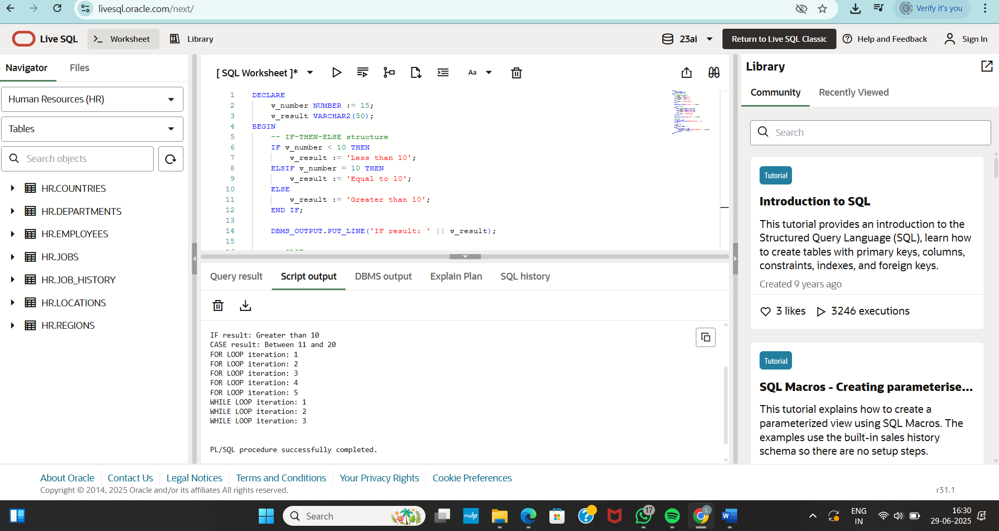 livesql.oracle.com/next/
L Verify it's you
Live SQL
Worksheet
Library
23ai
Return to Live SQL Classic
Help and Feedback
Sign In
Navigator
Files
Human Resources (HR)
Tables
Search objects
HR.COUNTRIES
HR.DEPARTMENTS
HR.EMPLOYEES
HR.JOBS
HR.JOB_HISTORY
HR.LOCATIONS
HR.REGIONS
[ SQL Worksheet ]*
Aa
1 DECLARE
2 v_number NUMBER := 15;
3 v_result VARCHAR2(50);
4 BEGIN
5 -- IF-THEN-ELSE structure
6 IF v_number < 10 THEN
7 v_result := 'Less than 10';
8 ELSIF v_number = 10 THEN
9 v_result := 'Equal to 10';
10 ELSE
11 v_result := 'Greater than 10';
12 END IF;
13
14 DBMS_OUTPUT.PUT_LINE('IF result: ' || v_result);
15
Query result
Script output
DBMS output
Explain Plan
SQL history
IF result: Greater than 10
CASE result: Between 11 and 20
FOR LOOP iteration: 1
FOR LOOP iteration: 2
FOR LOOP iteration: 3
FOR LOOP iteration: 4
FOR LOOP iteration: 5
WHILE LOOP iteration: 1
WHILE LOOP iteration: 2
WHILE LOOP iteration: 3
PL/SQL procedure successfully completed.
Library
Community
Recently Viewed
Search
Tutorial
Introduction to SQL
This tutorial provides an introduction to the
Structured Query Language (SQL), learn how
to create tables with primary keys, columns,
constraints, indexes, and foreign keys.
Created 9 years ago
3 likes
3246 executions
Tutorial
SQL Macros - Creating parameterise...
This tutorial explains how to create a
parameterized view using SQL Macros. The
examples use the built-in sales history
schema so there are no setup steps.
About Oracle
Contact Us
Legal Notices
Terms and Conditions
Your Privacy Rights
Cookie Preferences
Copyright © 2014, 2025 Oracle and/or its affiliates All rights reserved.
r31.1
Search
myhp
17
L
W
ENG
IN
16:30
29-06-2025